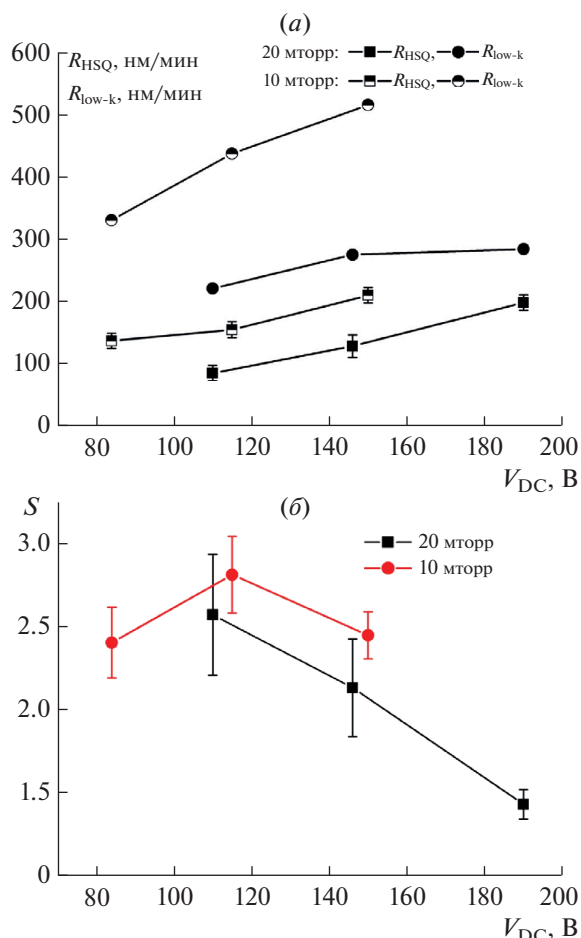 (а)
600
R_HSQ, нм/мин
20 мторр: R_HSQ, R_low-k
R_low-k, нм/мин
10 мторр: R_HSQ, R_low-k
500
400
300
200
100
0
80 100 120 140 160 180 200
V_DC, В
S
(б)
3.0
20 мторр
10 мторр
2.5
2.0
1.5
0
80 100 120 140 160 180 200
V_DC, В